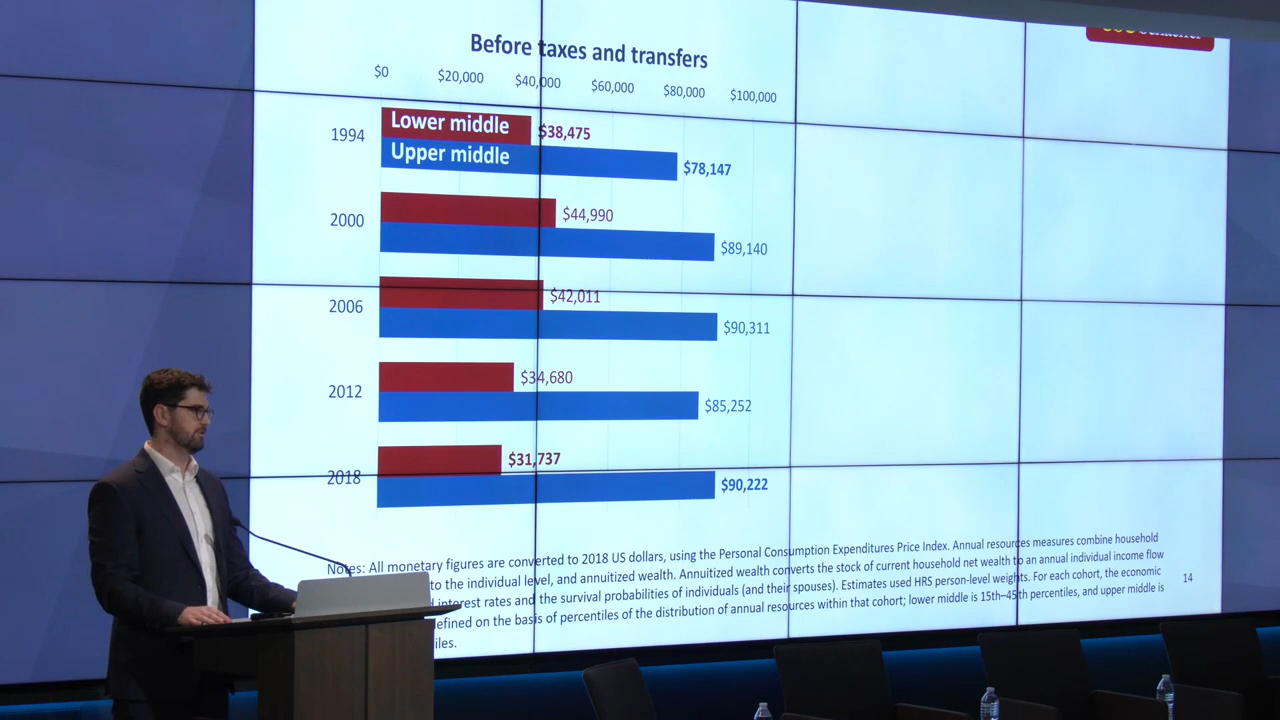 Before taxes and transfers
$0 $20,000 $40,000 $60,000 $80,000 $100,000
1994
Lower middle $38,475
Upper middle $78,147
2000
$44,990
$89,140
2006
$42,011
$90,311
2012
$34,680
$85,252
2018
$31,737
$90,222
Notes: All monetary figures are converted to 2018 US dollars, using the Personal Consumption Expenditures Price Index. Annual resources measures combine household
to the individual level, and annuitized wealth. Annuitized wealth converts the stock of current household net wealth to an annual individual income flow
interest rates and the survival probabilities of individuals (and their spouses). Estimates used HRS person-level weights. For each cohort, the economic
defined on the basis of percentiles of the distribution of annual resources within that cohort; lower middle is 15th–45th percentiles, and upper middle is
14